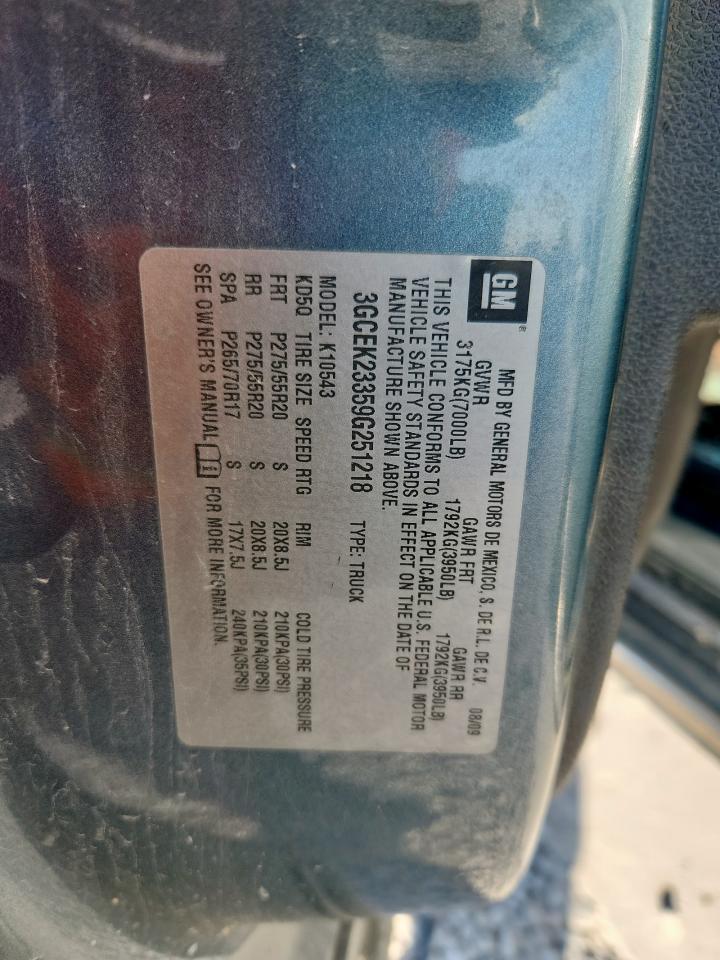 GM ®
MFD BY GENERAL MOTORS DE MEXICO, S. DE R.L. DE C.V. 08/09
GVWR GAWR FRT GAWR RR
3175KG(7000LB) 1792KG(3950LB) 1792KG(3950LB)
THIS VEHICLE CONFORMS TO ALL APPLICABLE U.S. FEDERAL MOTOR
VEHICLE SAFETY STANDARDS IN EFFECT ON THE DATE OF
MANUFACTURE SHOWN ABOVE.
3GCEK23359G251218 TYPE: TRUCK
MODEL: K10543
KD5Q TIRE SIZE SPEED RTG RIM COLD TIRE PRESSURE
FRT P275/55R20 S 20X8.5J 210KPA(30PSI)
RR P275/55R20 S 20X8.5J 210KPA(30PSI)
SPA P265/70R17 S 17X7.5J 240KPA(35PSI)
SEE OWNER'S MANUAL FOR MORE INFORMATION.